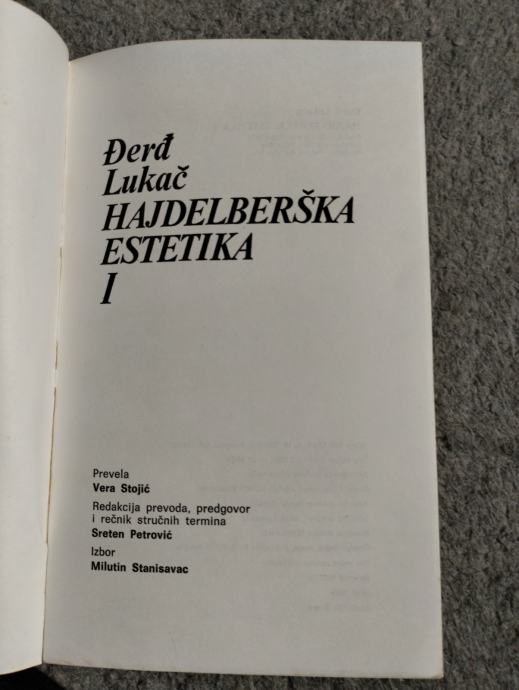 Đerđ
Lukač
HAJDELBERŠKA
ESTETIKA
I
Prevela
Vera Stojić
Redakcija prevoda, predgovor
i rečnik stručnih termina
Sreten Petrović
Izbor
Milutin Stanisavac